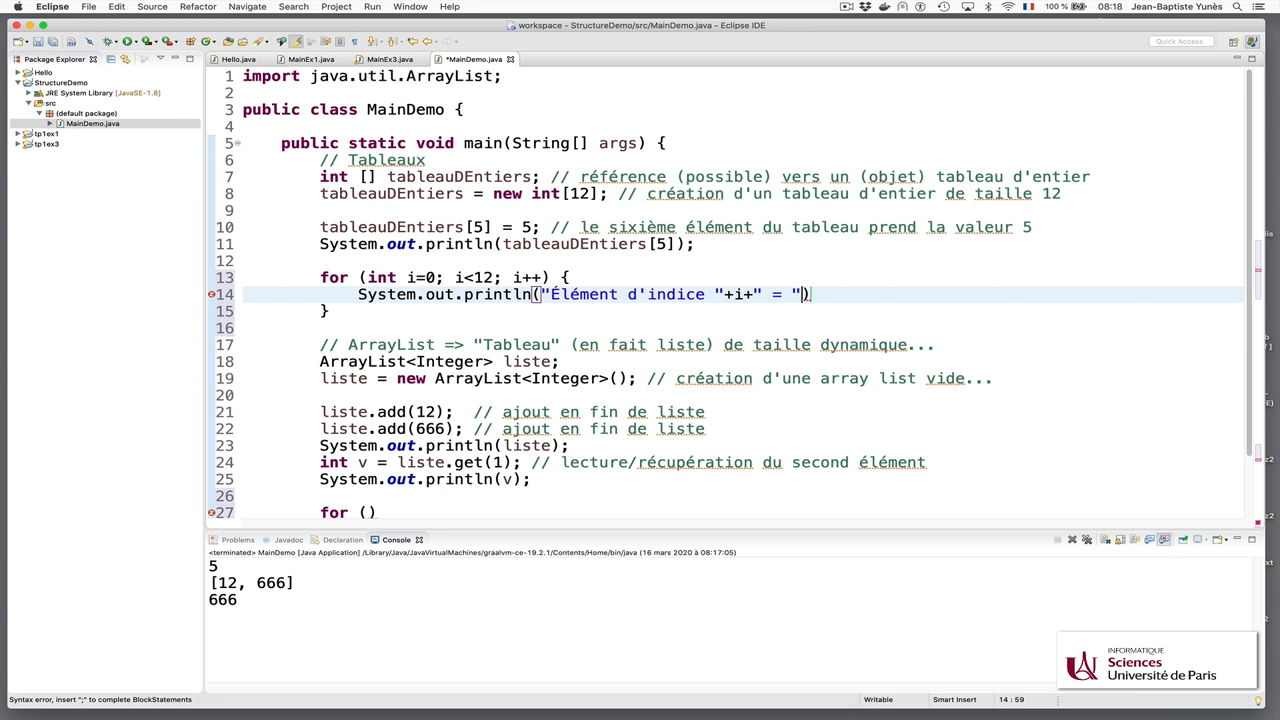 Eclipse File Edit Source Refactor Navigate Search Project Run Window Help 100 % 08:18 Jean-Baptiste Yunès
workspace - StructureDemo/src/MainDemo.java - Eclipse IDE
Quick Access
Package Explorer
Hello.java MainEx1.java MainEx3.java *MainDemo.java
Hello
StructureDemo
JRE System Library [JavaSE-1.8]
src
(default package)
MainDemo.java
tp1ex1
tp1ex3
1 import java.util.ArrayList;
2
3 public class MainDemo {
4
5 public static void main(String[] args) {
6 // Tableaux
7 int [] tableauDEntiers; // référence (possible) vers un (objet) tableau d'entier
8 tableauDEntiers = new int[12]; // création d'un tableau d'entier de taille 12
9
10 tableauDEntiers[5] = 5; // le sixième élément du tableau prend la valeur 5
11 System.out.println(tableauDEntiers[5]);
12
13 for (int i=0; i<12; i++) {
14 System.out.println("Élément d'indice "+i+" = ")
15 }
16
17 // ArrayList => "Tableau" (en fait liste) de taille dynamique...
18 ArrayList<Integer> liste;
19 liste = new ArrayList<Integer>(); // création d'une array list vide...
20
21 liste.add(12); // ajout en fin de liste
22 liste.add(666); // ajout en fin de liste
23 System.out.println(liste);
24 int v = liste.get(1); // lecture/récupération du second élément
25 System.out.println(v);
26
27 for ()
Problems Javadoc Declaration Console
<terminated> MainDemo [Java Application] /Library/Java/JavaVirtualMachines/graalvm-ce-19.2.1/Contents/Home/bin/java (16 mars 2020 à 08:17:05)
5
[12, 666]
666
INFORMATIQUE
Sciences
Université de Paris
Syntax error, insert ";" to complete BlockStatements Writable Smart Insert 14 : 59